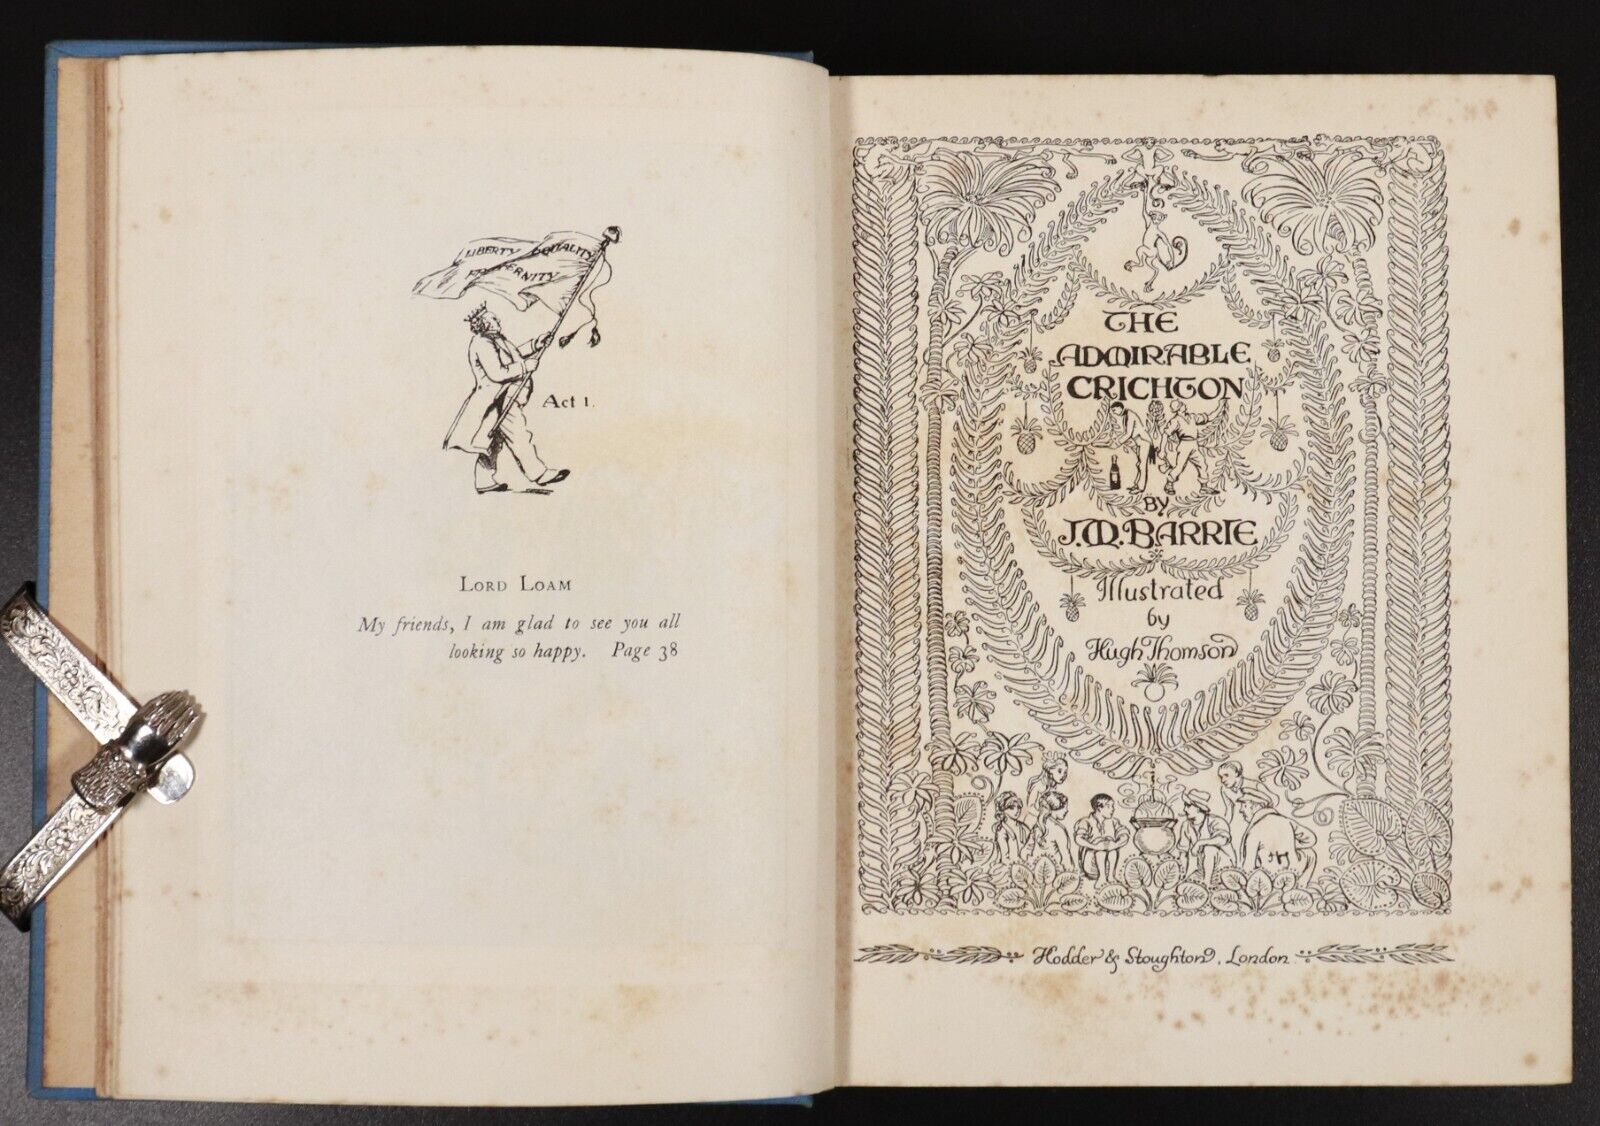 LIBERTY EQUALITY
FRATERNITY
Act 1.
LORD LOAM
My friends, I am glad to see you all
looking so happy. Page 38
THE
ADMIRABLE
CRICHTON
BY
J.M. BARRIE
Illustrated
by
Hugh Thomson
Hodder & Stoughton, London